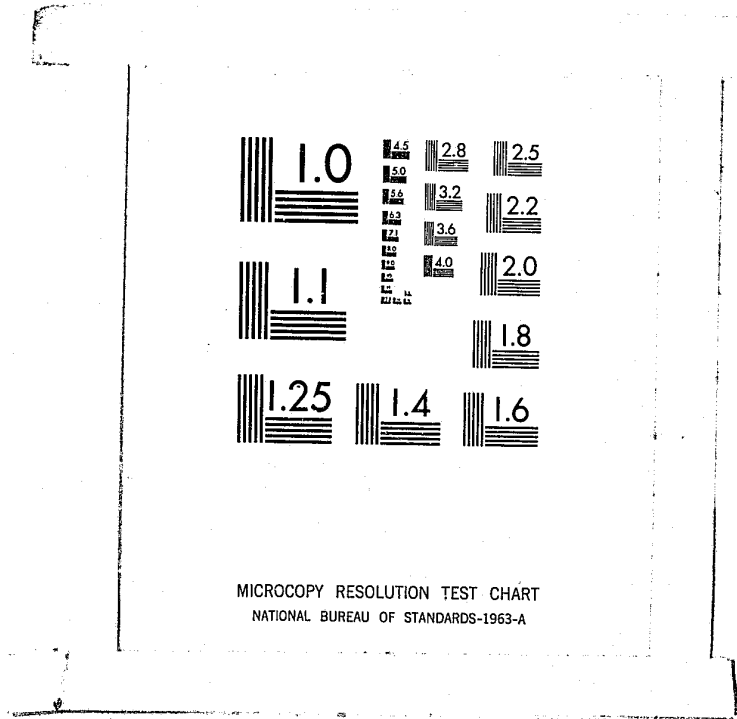 1.0
4.5 2.8 2.5
5.0
5.6 3.2 2.2
6.3
7.1 3.6
8.0
4.0 2.0
1.1
1.8
1.25 1.4 1.6
MICROCOPY RESOLUTION TEST CHART
NATIONAL BUREAU OF STANDARDS-1963-A